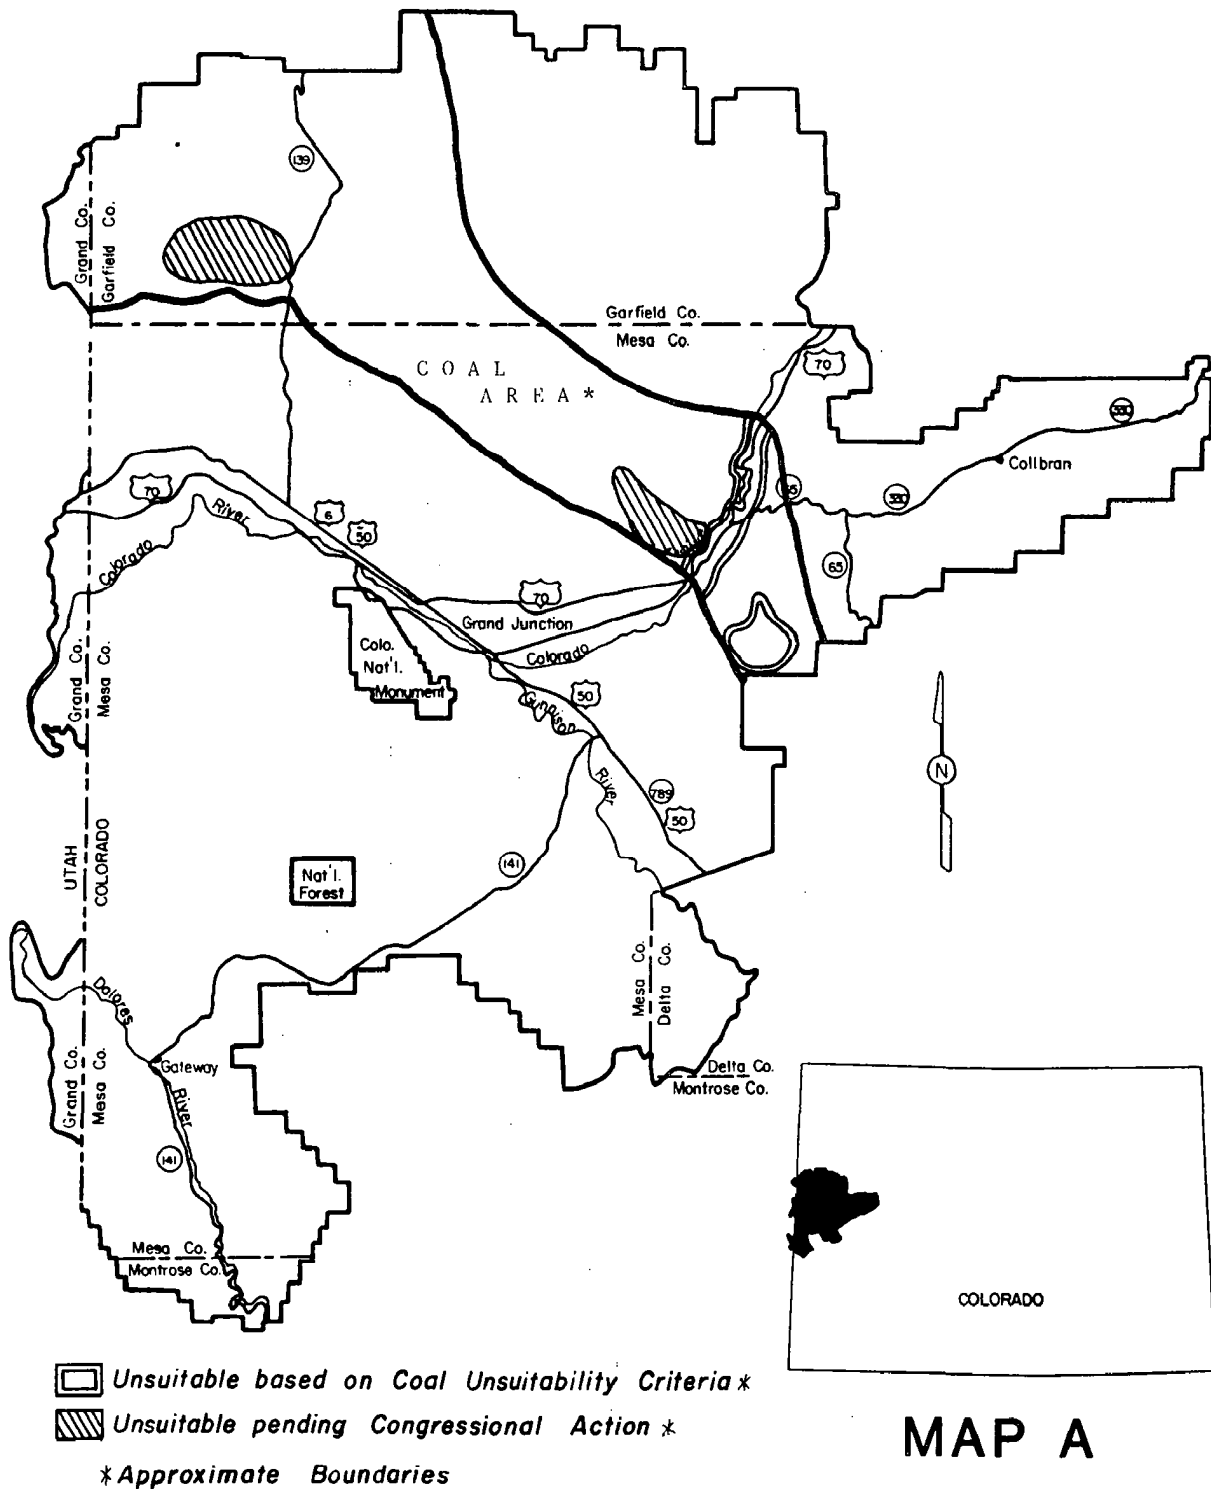 139
Grand Co.
Garfield Co.
Garfield Co.
Mesa Co.
COAL
AREA*
70
330
Collbran
65
330
70
6
50
River
Colorado
65
70
Grand Junction
Colorado
Colo.
Nat'l.
Monument
Grand Co.
Mesa Co.
50
Gunnison
River
N
789
50
UTAH
COLORADO
141
Nat'l.
Forest
Mesa Co.
Delta Co.
Dolores
Grand Co.
Mesa Co.
Gateway
River
141
Delta Co.
Montrose Co.
Mesa Co.
Montrose Co.
COLORADO
Unsuitable based on Coal Unsuitability Criteria *
Unsuitable pending Congressional Action *
* Approximate Boundaries
MAP A